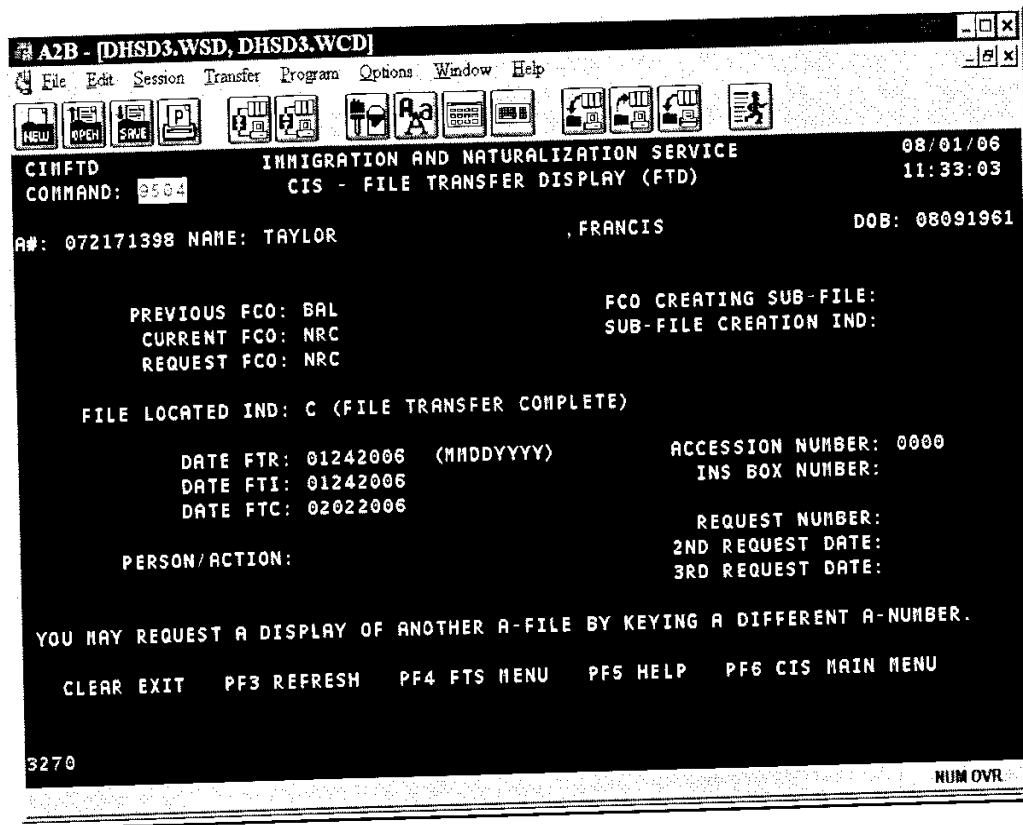 A2B - [DHSD3.WSD, DHSD3.WCD]
File Edit Session Transfer Program Options Window Help
NEW OPEN SAVE P Aa
CIMFTD IMMIGRATION AND NATURALIZATION SERVICE 08/01/06
COMMAND: 9504 CIS - FILE TRANSFER DISPLAY (FTD) 11:33:03
A#: 072171398 NAME: TAYLOR , FRANCIS DOB: 08091961
PREVIOUS FCO: BAL FCO CREATING SUB-FILE:
CURRENT FCO: NRC SUB-FILE CREATION IND:
REQUEST FCO: NRC
FILE LOCATED IND: C (FILE TRANSFER COMPLETE)
DATE FTR: 01242006 (MMDDYYYY) ACCESSION NUMBER: 0000
DATE FTI: 01242006 INS BOX NUMBER:
DATE FTC: 02022006
REQUEST NUMBER:
PERSON/ACTION: 2ND REQUEST DATE:
3RD REQUEST DATE:
YOU MAY REQUEST A DISPLAY OF ANOTHER A-FILE BY KEYING A DIFFERENT A-NUMBER.
CLEAR EXIT PF3 REFRESH PF4 FTS MENU PF5 HELP PF6 CIS MAIN MENU
3270
NUM OVR